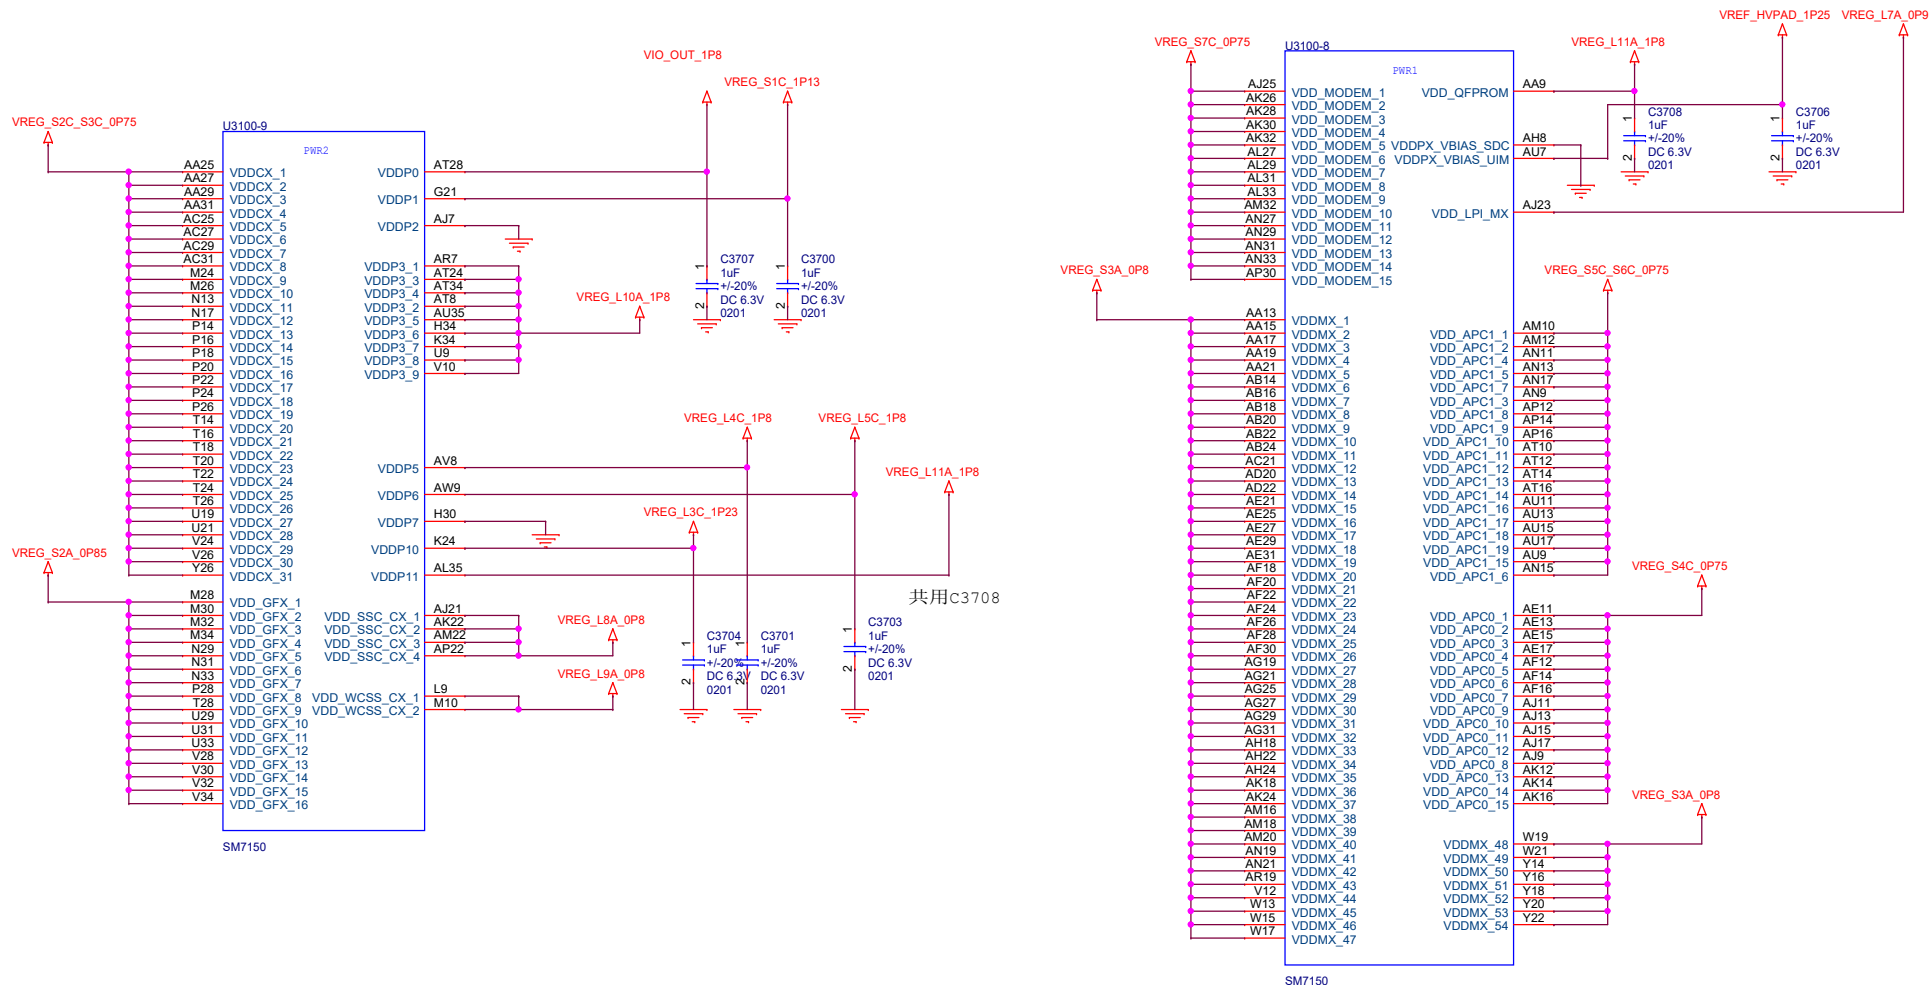 VIO_OUT_1P8
VREG_S1C_1P13
VREG_S2C_S3C_0P75
U3100-9
PWR2
AA25 VDDCX_1
AA27 VDDCX_2
AA29 VDDCX_3
AA31 VDDCX_4
AC25 VDDCX_5
AC27 VDDCX_6
AC29 VDDCX_7
AC31 VDDCX_8
M24 VDDCX_9
M26 VDDCX_10
N13 VDDCX_11
N17 VDDCX_12
P14 VDDCX_13
P16 VDDCX_14
P18 VDDCX_15
P20 VDDCX_16
P22 VDDCX_17
P24 VDDCX_18
P26 VDDCX_19
T14 VDDCX_20
T16 VDDCX_21
T18 VDDCX_22
T20 VDDCX_23
T22 VDDCX_24
T24 VDDCX_25
T26 VDDCX_26
U19 VDDCX_27
U21 VDDCX_28
V24 VDDCX_29
V26 VDDCX_30
Y26 VDDCX_31
VREG_S2A_0P85
M28 VDD_GFX_1
M30 VDD_GFX_2
M32 VDD_GFX_3
M34 VDD_GFX_4
N29 VDD_GFX_5
N31 VDD_GFX_6
N33 VDD_GFX_7
P28 VDD_GFX_8
T28 VDD_GFX_9
U29 VDD_GFX_10
U31 VDD_GFX_11
U33 VDD_GFX_12
V28 VDD_GFX_13
V30 VDD_GFX_14
V32 VDD_GFX_15
V34 VDD_GFX_16
VDDP0 AT28
VDDP1 G21
VDDP2 AJ7
VDDP3_1 AR7
VDDP3_3 AT24
VDDP3_4 AT34
VDDP3_2 AT8
VDDP3_5 AU35
VDDP3_6 H34
VDDP3_7 K34
VDDP3_8 U9
VDDP3_9 V10
VREG_L10A_1P8
C3707
1uF
+/-20%
DC 6.3V
0201
1
2
C3700
1uF
+/-20%
DC 6.3V
0201
1
2
VREG_L4C_1P8
VREG_L5C_1P8
VREG_L11A_1P8
VREG_L3C_1P23
VDDP5 AV8
VDDP6 AW9
VDDP7 H30
VDDP10 K24
VDDP11 AL35
共用C3708
VDD_SSC_CX_1 AJ21
VDD_SSC_CX_2 AK22
VDD_SSC_CX_3 AM22
VDD_SSC_CX_4 AP22
VREG_L8A_0P8
VDD_WCSS_CX_1 L9
VDD_WCSS_CX_2 M10
VREG_L9A_0P8
C3704
1uF
+/-20%
DC 6.3V
0201
1
2
C3701
1uF
+/-20%
DC 6.3V
0201
1
2
C3703
1uF
+/-20%
DC 6.3V
0201
1
2
SM7150
VREG_S7C_0P75
U3100-8
PWR1
AJ25 VDD_MODEM_1
AK26 VDD_MODEM_2
AK28 VDD_MODEM_3
AK30 VDD_MODEM_4
AK32 VDD_MODEM_5
AL27 VDD_MODEM_6
AL29 VDD_MODEM_7
AL31 VDD_MODEM_8
AL33 VDD_MODEM_9
AM32 VDD_MODEM_10
AN27 VDD_MODEM_11
AN29 VDD_MODEM_12
AN31 VDD_MODEM_13
AN33 VDD_MODEM_14
AP30 VDD_MODEM_15
VREG_S3A_0P8
AA13 VDDMX_1
AA15 VDDMX_2
AA17 VDDMX_3
AA19 VDDMX_4
AA21 VDDMX_5
AB14 VDDMX_6
AB16 VDDMX_7
AB18 VDDMX_8
AB20 VDDMX_9
AB22 VDDMX_10
AB24 VDDMX_11
AC21 VDDMX_12
AD20 VDDMX_13
AD22 VDDMX_14
AE21 VDDMX_15
AE25 VDDMX_16
AE27 VDDMX_17
AE29 VDDMX_18
AE31 VDDMX_19
AF18 VDDMX_20
AF20 VDDMX_21
AF22 VDDMX_22
AF24 VDDMX_23
AF26 VDDMX_24
AF28 VDDMX_25
AF30 VDDMX_26
AG19 VDDMX_27
AG21 VDDMX_28
AG25 VDDMX_29
AG27 VDDMX_30
AG29 VDDMX_31
AG31 VDDMX_32
AH18 VDDMX_33
AH22 VDDMX_34
AH24 VDDMX_35
AK18 VDDMX_36
AK24 VDDMX_37
AM16 VDDMX_38
AM18 VDDMX_39
AM20 VDDMX_40
AN19 VDDMX_41
AN21 VDDMX_42
AR19 VDDMX_43
V12 VDDMX_44
W13 VDDMX_45
W15 VDDMX_46
W17 VDDMX_47
VREF_HVPAD_1P25
VREG_L7A_0P9
VREG_L11A_1P8
VDD_QFPROM AA9
VDDPX_VBIAS_SDC AH8
VDDPX_VBIAS_UIM AU7
VDD_LPI_MX AJ23
C3708
1uF
+/-20%
DC 6.3V
0201
1
2
C3706
1uF
+/-20%
DC 6.3V
0201
1
2
VREG_S5C_S6C_0P75
VDD_APC1_1 AM10
VDD_APC1_2 AM12
VDD_APC1_4 AN11
VDD_APC1_5 AN13
VDD_APC1_7 AN17
VDD_APC1_3 AN9
VDD_APC1_8 AP12
VDD_APC1_9 AP14
VDD_APC1_10 AP16
VDD_APC1_11 AT10
VDD_APC1_12 AT12
VDD_APC1_13 AT14
VDD_APC1_14 AT16
VDD_APC1_16 AU11
VDD_APC1_17 AU13
VDD_APC1_18 AU15
VDD_APC1_19 AU17
VDD_APC1_15 AU9
VDD_APC1_6 AN15
VREG_S4C_0P75
VDD_APC0_1 AE11
VDD_APC0_2 AE13
VDD_APC0_3 AE15
VDD_APC0_4 AE17
VDD_APC0_5 AF12
VDD_APC0_6 AF14
VDD_APC0_7 AF16
VDD_APC0_9 AJ11
VDD_APC0_10 AJ13
VDD_APC0_11 AJ15
VDD_APC0_12 AJ17
VDD_APC0_8 AJ9
VDD_APC0_13 AK12
VDD_APC0_14 AK14
VDD_APC0_15 AK16
VREG_S3A_0P8
VDDMX_48 W19
VDDMX_49 W21
VDDMX_50 Y14
VDDMX_51 Y16
VDDMX_52 Y18
VDDMX_53 Y20
VDDMX_54 Y22
SM7150